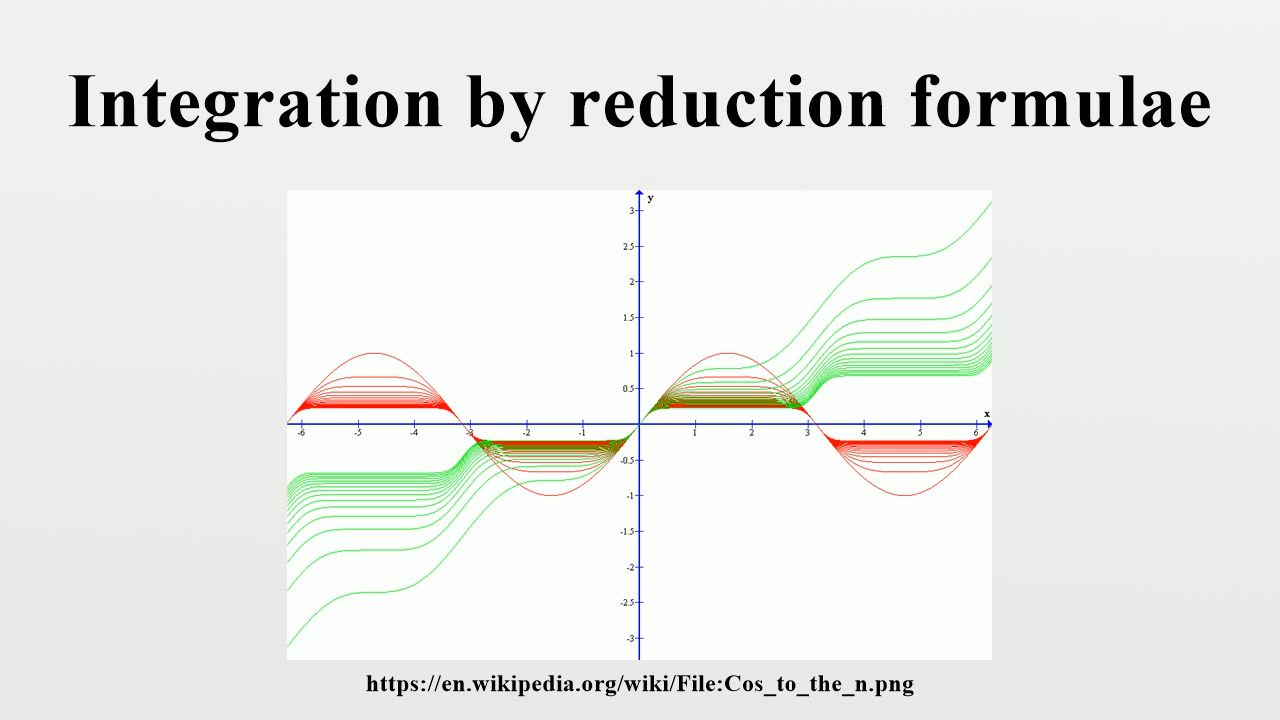 Integration by reduction formulae
y
3
2.5
2
1.5
1
0.5
x
-6 -5 -4 -3 -2 -1 1 2 3 4 5 6
-0.5
-1
-1.5
-2
-2.5
-3
https://en.wikipedia.org/wiki/File:Cos_to_the_n.png